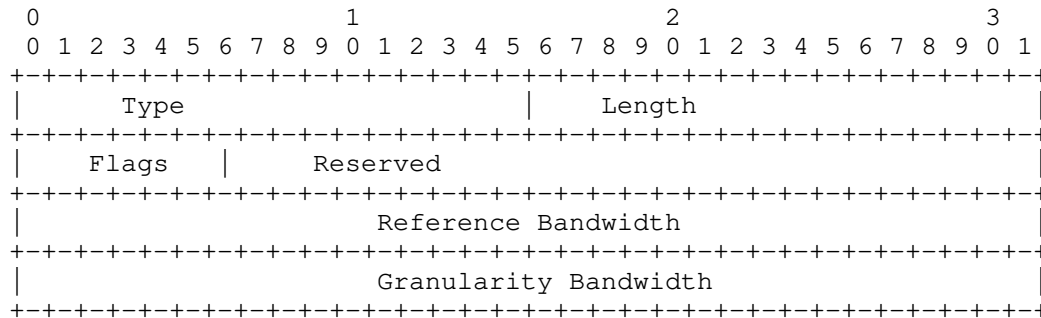 0                   1                   2                   3
 0 1 2 3 4 5 6 7 8 9 0 1 2 3 4 5 6 7 8 9 0 1 2 3 4 5 6 7 8 9 0 1
+-+-+-+-+-+-+-+-+-+-+-+-+-+-+-+-+-+-+-+-+-+-+-+-+-+-+-+-+-+-+-+-+
|      Type                     |    Length                     |
+-+-+-+-+-+-+-+-+-+-+-+-+-+-+-+-+-+-+-+-+-+-+-+-+-+-+-+-+-+-+-+-+
|    Flags   |     Reserved                                     |
+-+-+-+-+-+-+-+-+-+-+-+-+-+-+-+-+-+-+-+-+-+-+-+-+-+-+-+-+-+-+-+-+
|                      Reference Bandwidth                      |
+-+-+-+-+-+-+-+-+-+-+-+-+-+-+-+-+-+-+-+-+-+-+-+-+-+-+-+-+-+-+-+-+
|                      Granularity Bandwidth                    |
+-+-+-+-+-+-+-+-+-+-+-+-+-+-+-+-+-+-+-+-+-+-+-+-+-+-+-+-+-+-+-+-+